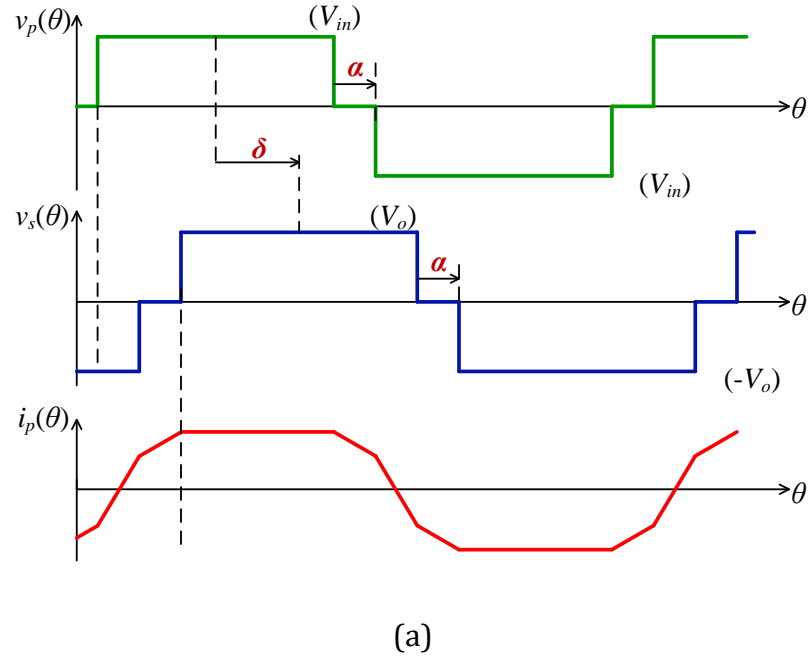 v_p(θ)
(V_in)
α
θ
δ
(V_in)
v_s(θ)
(V_o)
α
θ
(-V_o)
i_p(θ)
θ
(a)